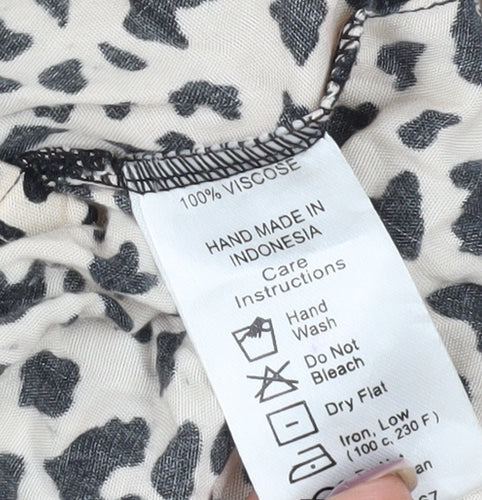 100% VISCOSE
HAND MADE IN
INDONESIA
Care
Instructions
Hand
Wash
Do Not
Bleach
Dry Flat
Iron, Low
(100 c, 230 F)